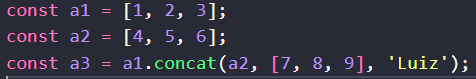 const a1 = [1, 2, 3];
const a2 = [4, 5, 6];
const a3 = a1.concat(a2, [7, 8, 9], 'Luiz');